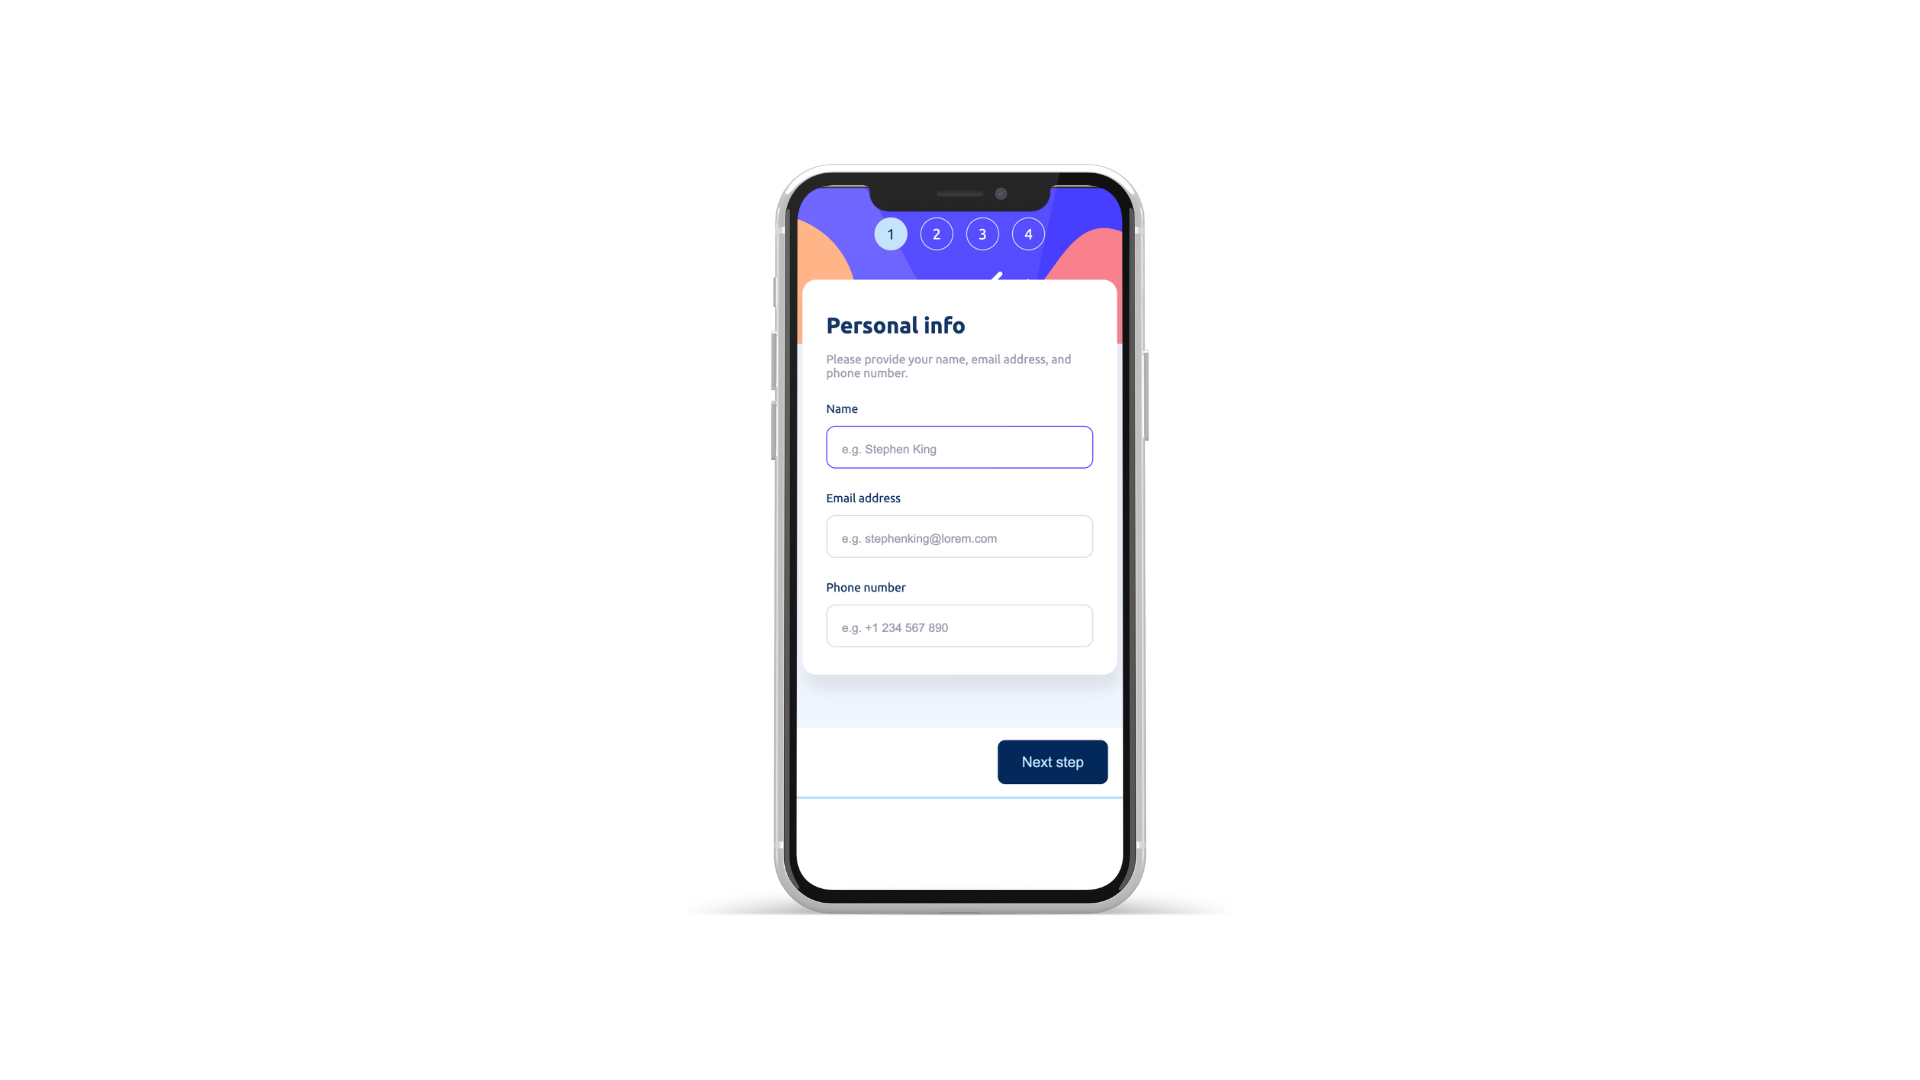 1 2 3 4
Personal info
Please provide your name, email address, and
phone number.
Name
e.g. Stephen King
Email address
e.g. stephenking@lorem.com
Phone number
e.g. +1 234 567 890
Next step